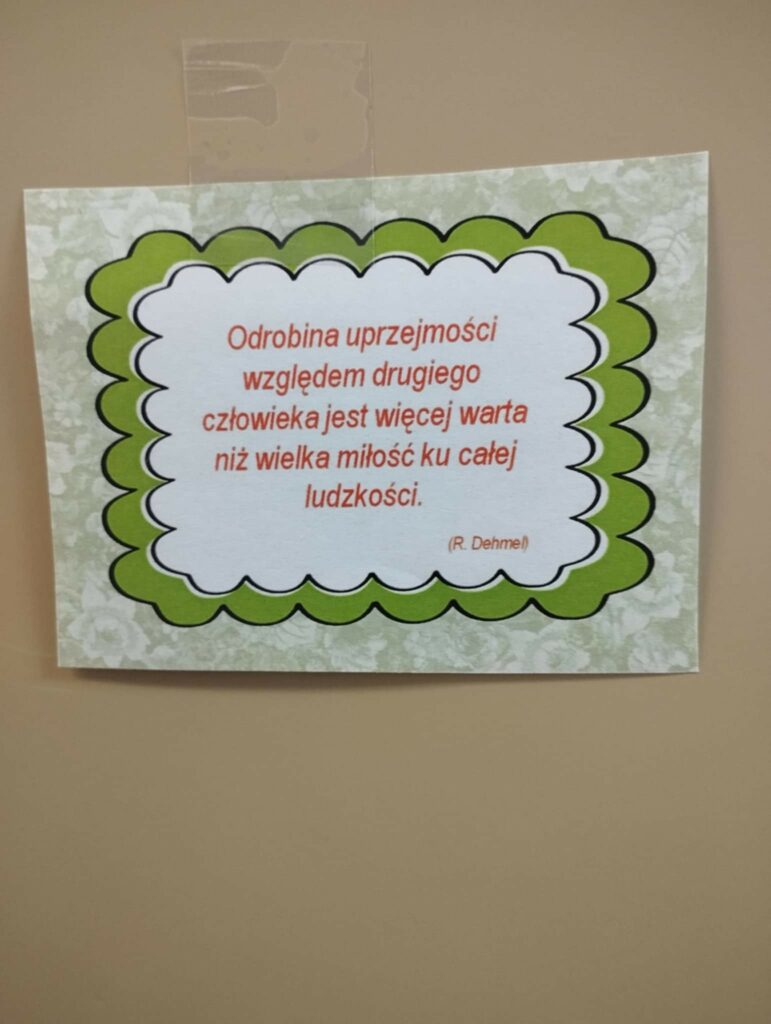 Odrobina uprzejmości
względem drugiego
człowieka jest więcej warta
niż wielka miłość ku całej
ludzkości.
(R. Dehmel)